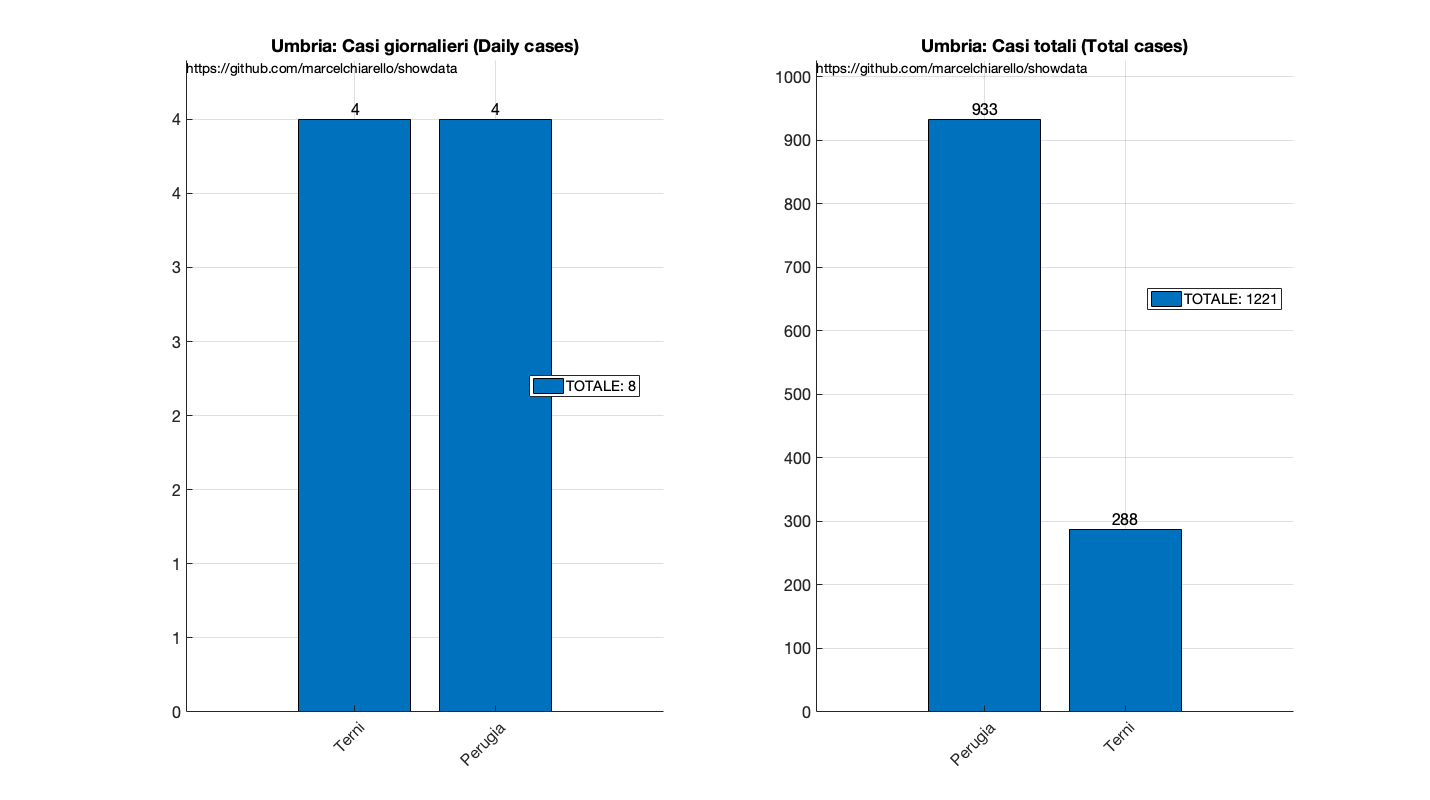 Umbria: Casi giornalieri (Daily cases)
https://github.com/marcelchiarello/showdata
4
4
4
4
3
3
2
2
1
1
0
TOTALE: 8
Terni
Perugia
Umbria: Casi totali (Total cases)
https://github.com/marcelchiarello/showdata
1000
933
900
800
700
600
500
400
300
200
100
0
288
TOTALE: 1221
Perugia
Terni